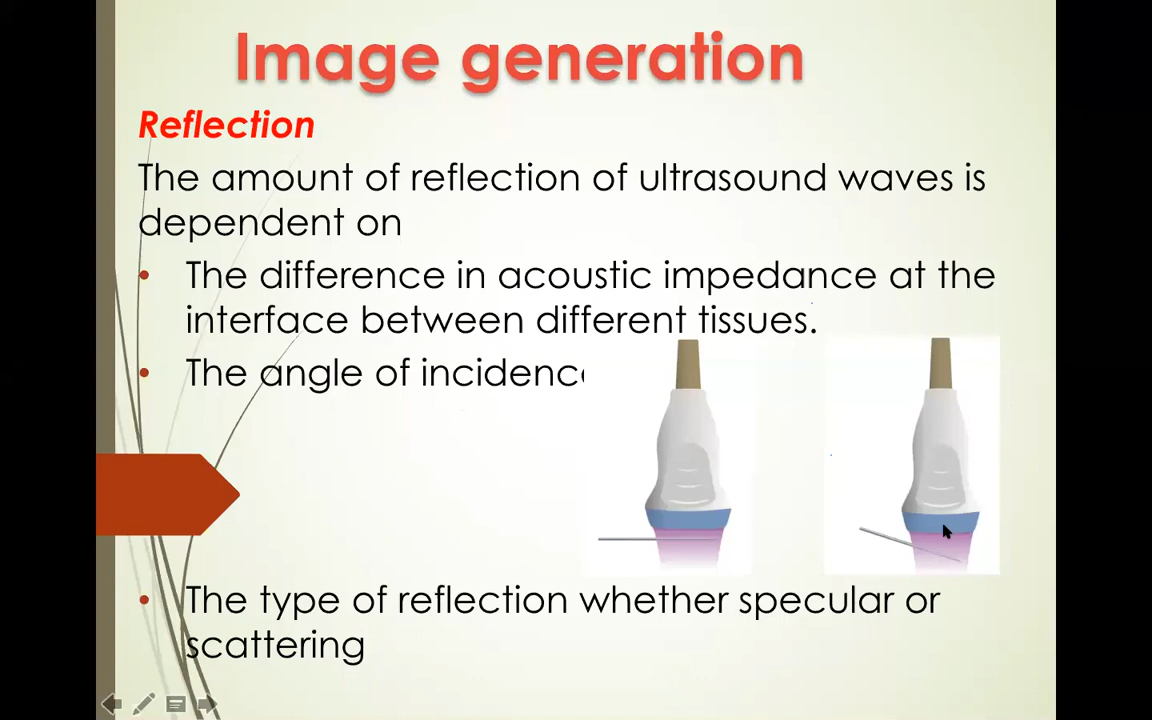 Image generation
Reflection
The amount of reflection of ultrasound waves is
dependent on
• The difference in acoustic impedance at the
interface between different tissues.
• The angle of incidenc
• The type of reflection whether specular or
scattering